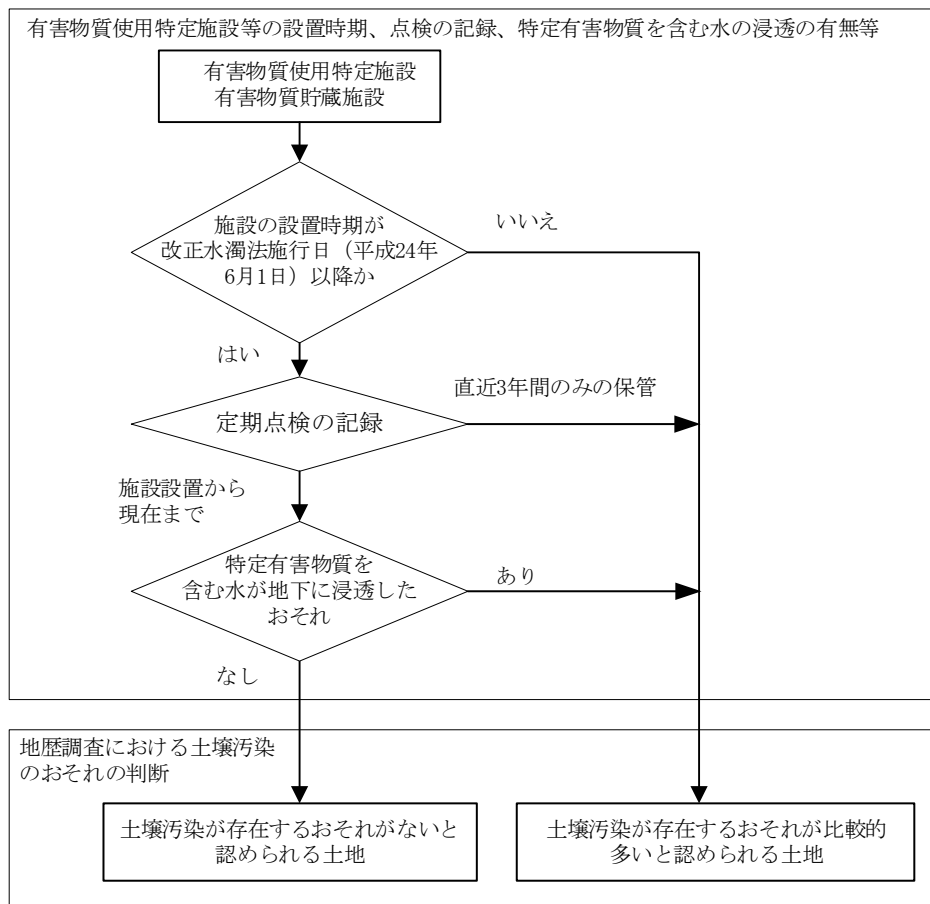 有害物質使用特定施設等の設置時期、点検の記録、特定有害物質を含む水の浸透の有無等
有害物質使用特定施設
有害物質貯蔵施設
施設の設置時期が
改正水濁法施行日（平成24年
6月1日）以降か
いいえ
はい
定期点検の記録
直近3年間のみの保管
施設設置から
現在まで
特定有害物質を
含む水が地下に浸透した
おそれ
あり
なし
地歴調査における土壌汚染
のおそれの判断
土壌汚染が存在するおそれがないと
認められる土地
土壌汚染が存在するおそれが比較的
多いと認められる土地